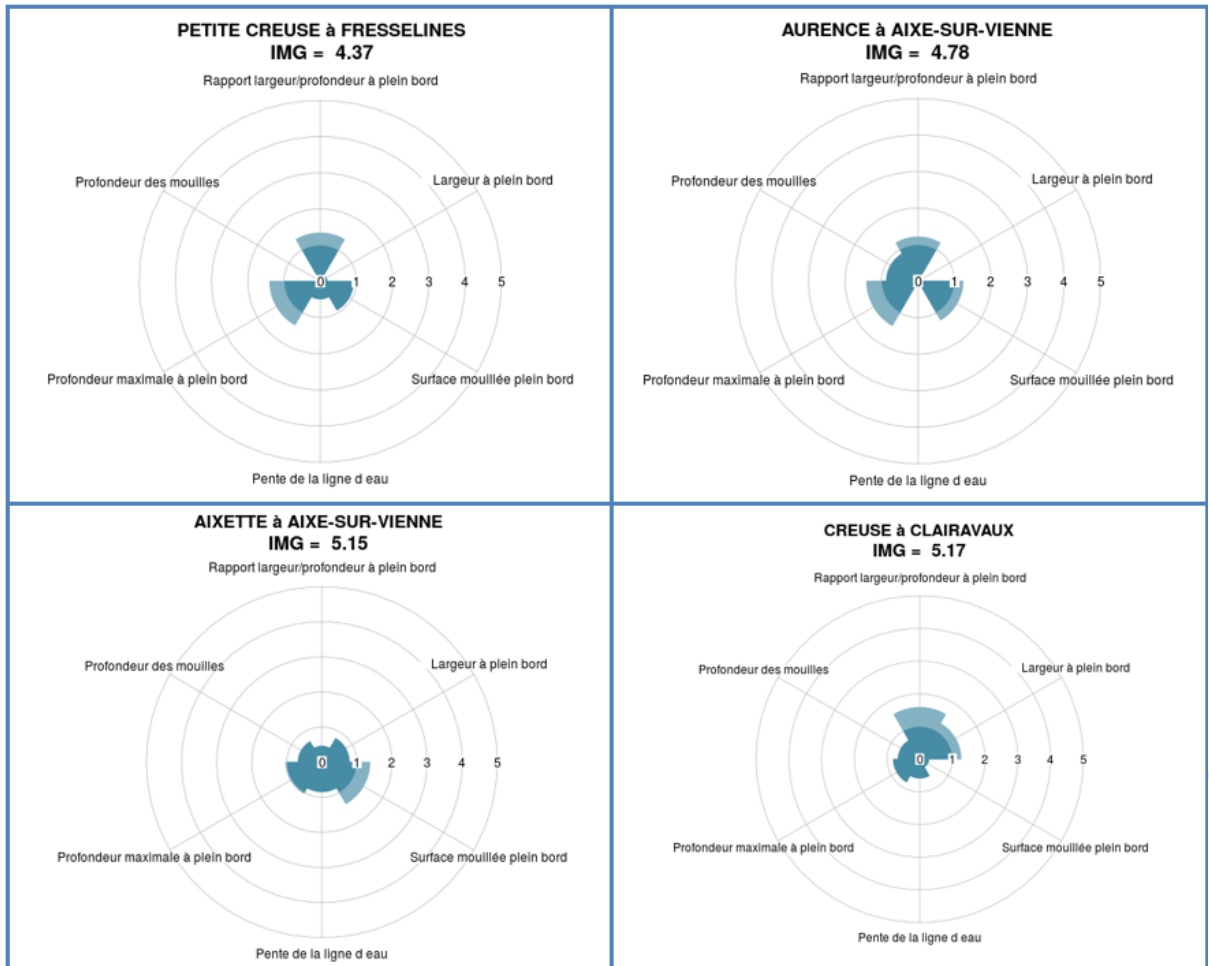 PETITE CREUSE à FRESSELINES
IMG = 4.37
Rapport largeur/profondeur à plein bord
Profondeur des mouilles
Largeur à plein bord
0 1 2 3 4 5
Profondeur maximale à plein bord
Surface mouillée plein bord
Pente de la ligne d eau
AURENCE à AIXE-SUR-VIENNE
IMG = 4.78
Rapport largeur/profondeur à plein bord
Profondeur des mouilles
Largeur à plein bord
0 1 2 3 4 5
Profondeur maximale à plein bord
Surface mouillée plein bord
Pente de la ligne d eau
AIXETTE à AIXE-SUR-VIENNE
IMG = 5.15
Rapport largeur/profondeur à plein bord
Profondeur des mouilles
Largeur à plein bord
0 1 2 3 4 5
Profondeur maximale à plein bord
Surface mouillée plein bord
Pente de la ligne d eau
CREUSE à CLAIRAVAUX
IMG = 5.17
Rapport largeur/profondeur à plein bord
Profondeur des mouilles
Largeur à plein bord
0 1 2 3 4 5
Profondeur maximale à plein bord
Surface mouillée plein bord
Pente de la ligne d eau